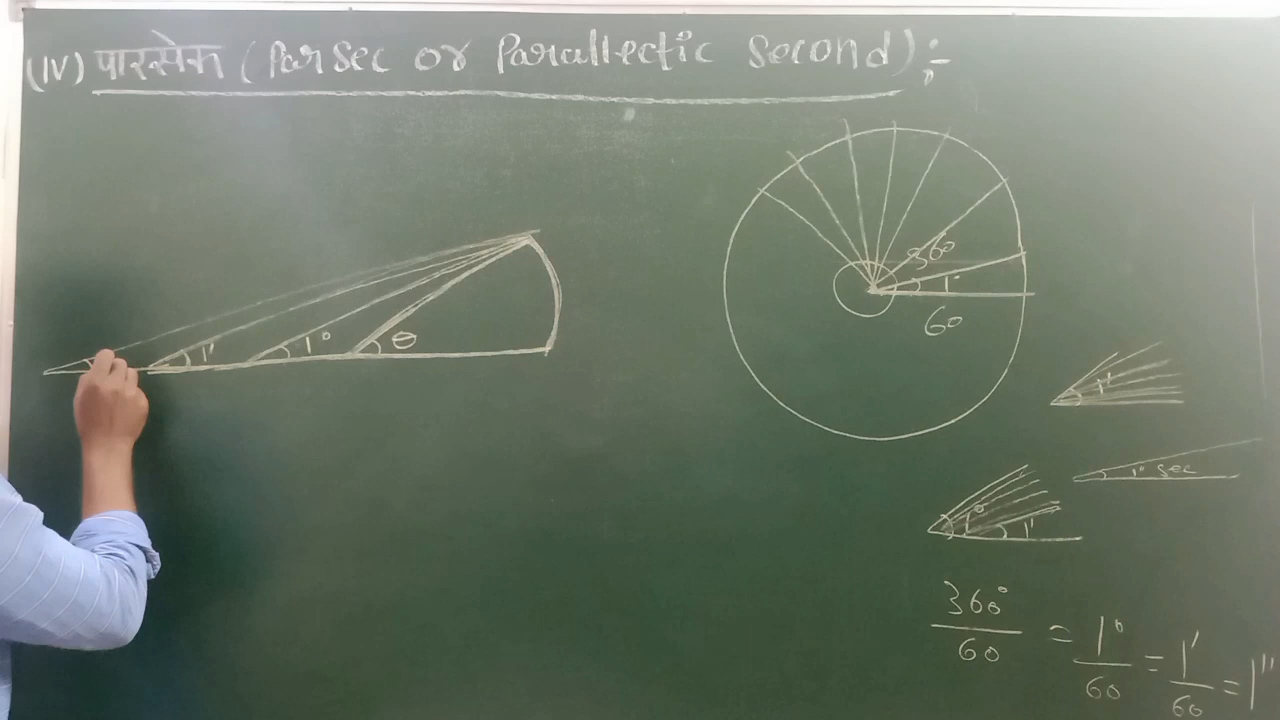 (IV) पारसेक (Parsec or Parallectic Second) :-
1' 1° θ
360
1°
60
1'
1" sec
1° 1'
360° / 60 = 1° / 60 = 1' / 60 = 1"